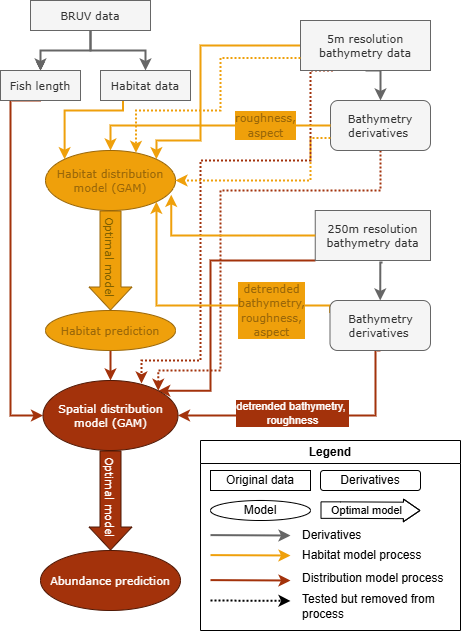 BRUV data
5m resolution
bathymetry data
Fish length
Habitat data
roughness,
aspect
Bathymetry
derivatives
Habitat distribution
model (GAM)
250m resolution
bathymetry data
Optimal model
detrended
bathymetry,
roughness,
aspect
Bathymetry
derivatives
Habitat prediction
Spatial distribution
model (GAM)
detrended bathymetry,
roughness
Optimal model
Abundance prediction
Legend
Original data
Derivatives
Model
Optimal model
Derivatives
Habitat model process
Distribution model process
Tested but removed from
process